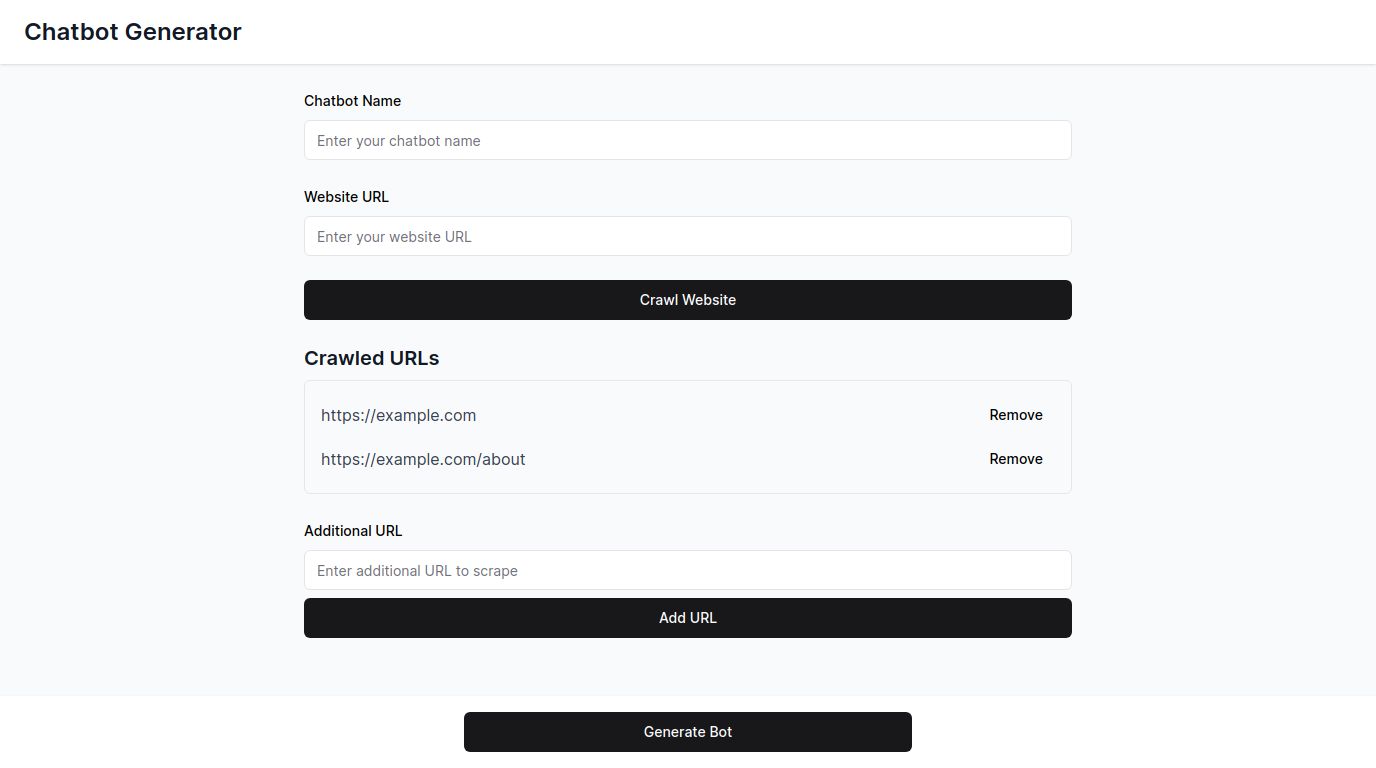 Chatbot Generator
Chatbot Name
Enter your chatbot name
Website URL
Enter your website URL
Crawl Website
Crawled URLs
https://example.com Remove
https://example.com/about Remove
Additional URL
Enter additional URL to scrape
Add URL
Generate Bot